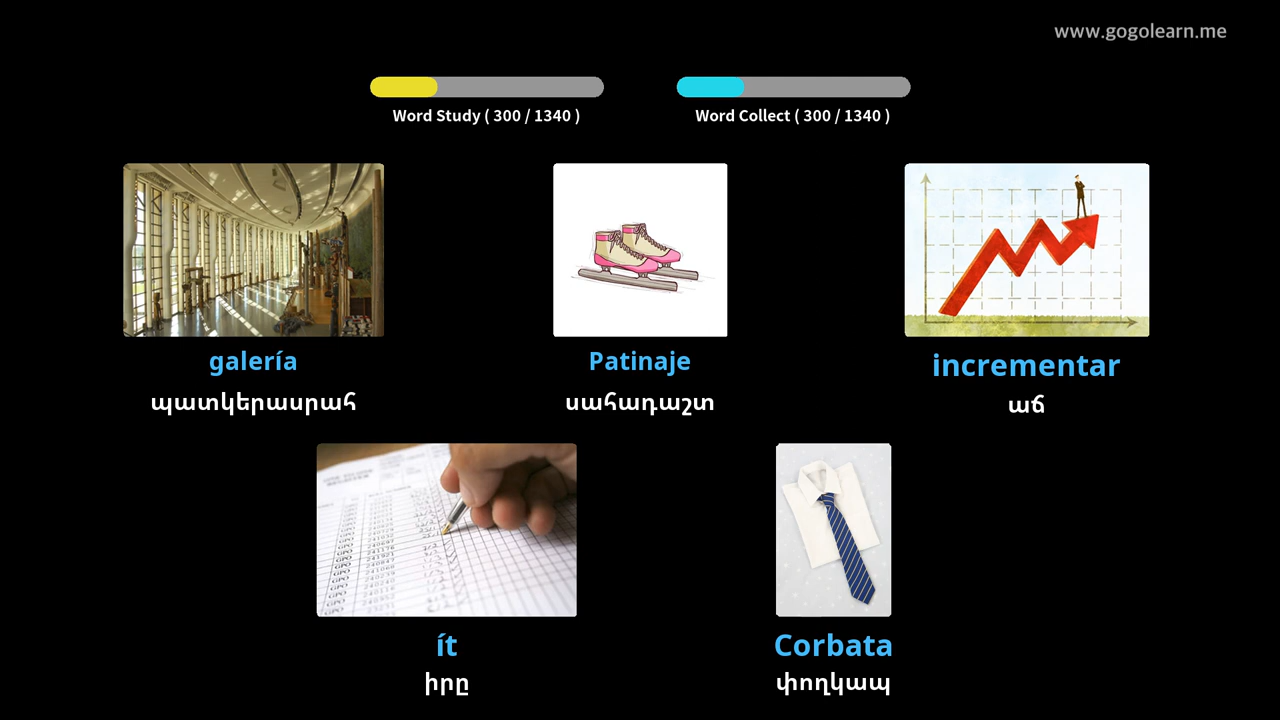 www.gogolearn.me
Word Study ( 300 / 1340 )
Word Collect ( 300 / 1340 )
galería
Patinaje
incrementar
պատկերասրահ
սահադաշտ
աճ
ít
Corbata
իրը
փողկապ